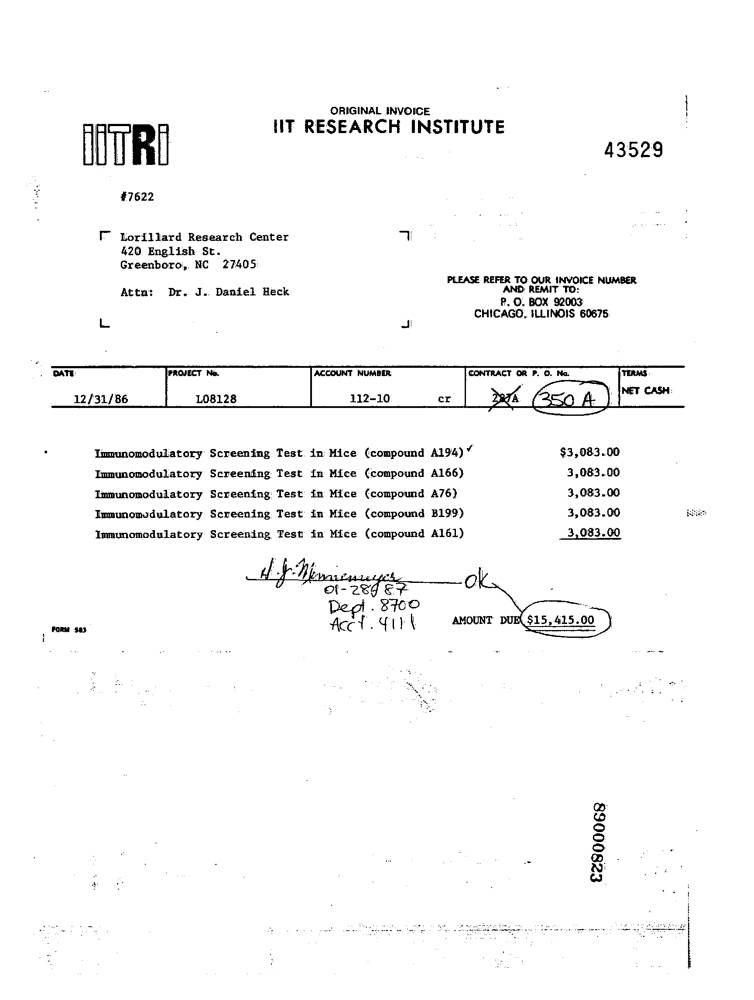 ORIGINAL INVOICE
IIT RESEARCH INSTITUTE
IITRI
43529
#7622
Lorillard Research Center
420 English St.
Greenboro, NC 27405
Attn: Dr. J. Daniel Heck
PLEASE REFER TO OUR INVOICE NUMBER
AND REMIT TO:
P. O. BOX 92003
CHICAGO, ILLINOIS 60675
DATE PROJECT No. ACCOUNT NUMBER CONTRACT OR P. O. No. TERMS
12/31/86 L08128 112-10 cr 350 A NET CASH
Immunomodulatory Screening Test in Mice (compound A194) ✓ $3,083.00
Immunomodulatory Screening Test in Mice (compound A166) 3,083.00
Immunomodulatory Screening Test in Mice (compound A76) 3,083.00
Immunomodulatory Screening Test in Mice (compound B199) 3,083.00
Immunomodulatory Screening Test in Mice (compound A161) 3,083.00
ok
Dept. 8700
Acct. 4111
AMOUNT DUE $15,415.00
FORM 583
89000823